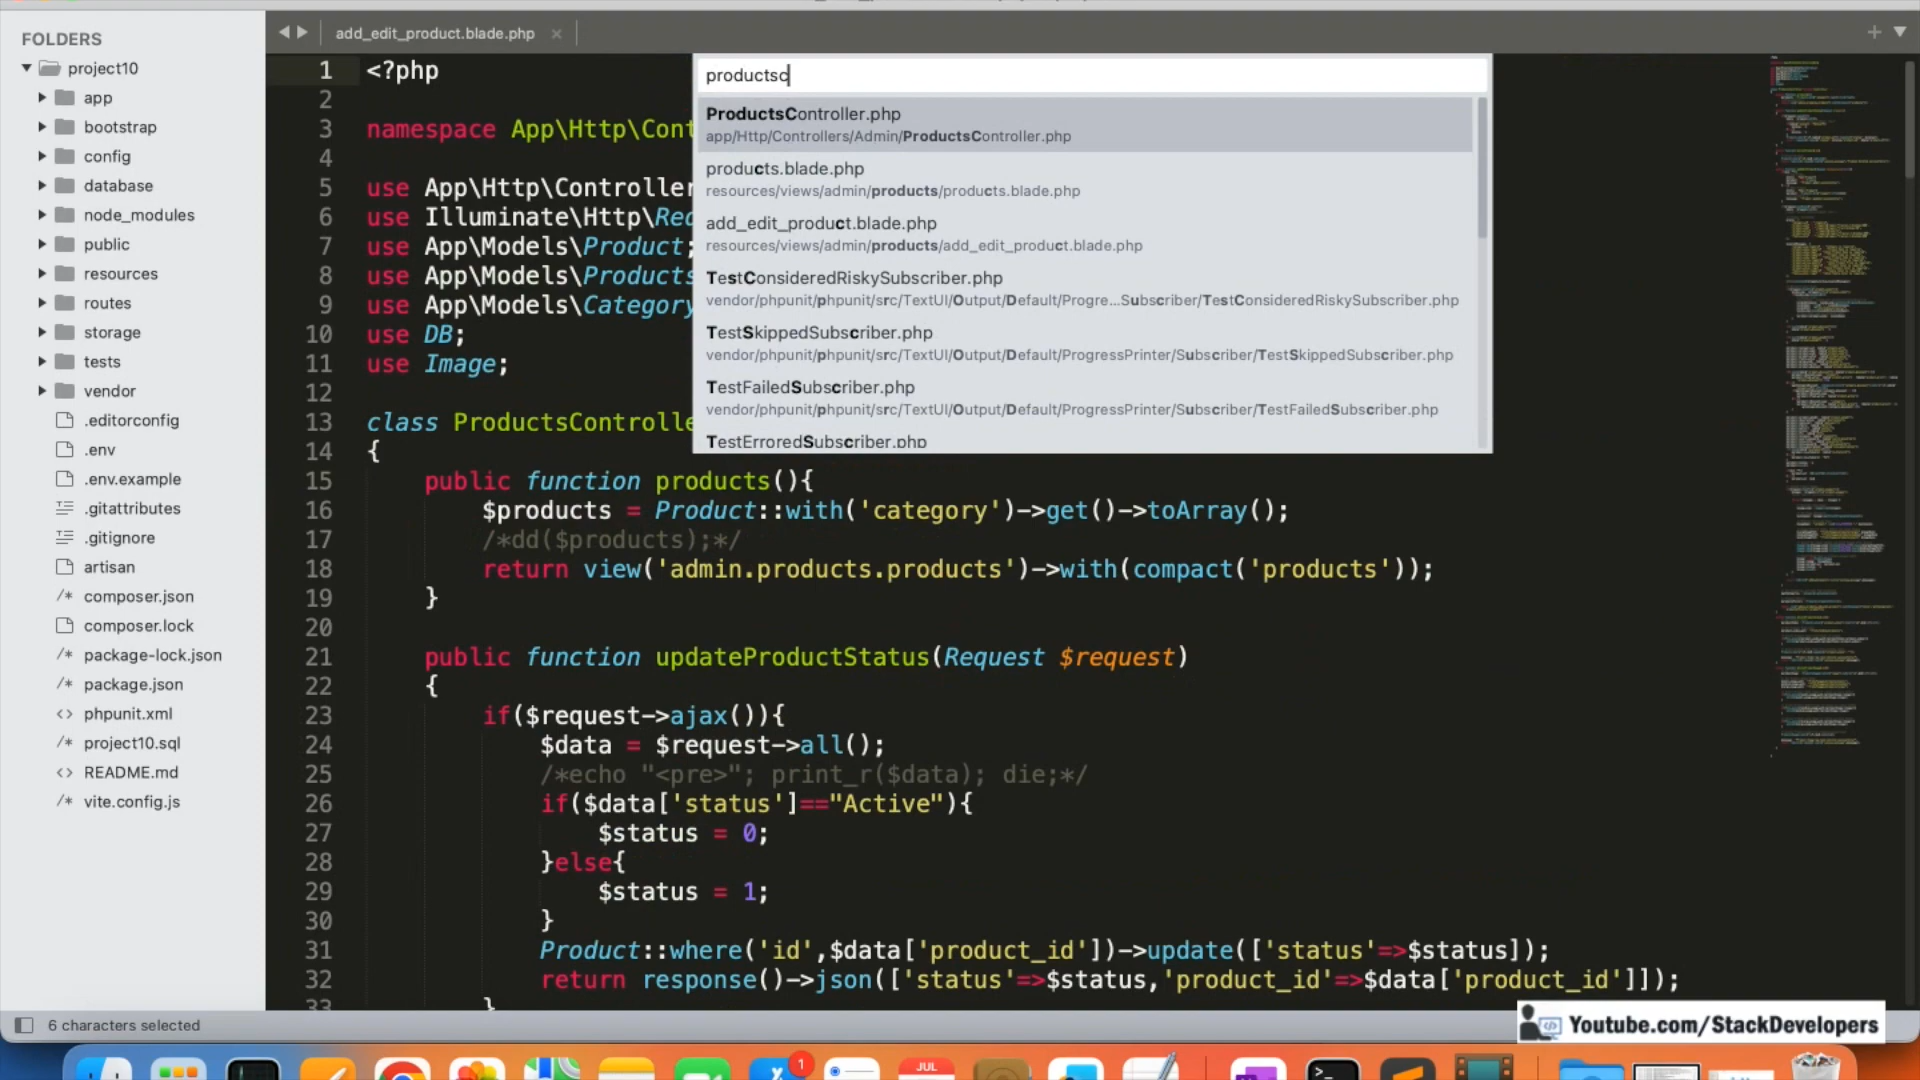 FOLDERS
project10
app
bootstrap
config
database
node_modules
public
resources
routes
storage
tests
vendor
.editorconfig
.env
.env.example
.gitattributes
.gitignore
artisan
composer.json
composer.lock
package-lock.json
package.json
phpunit.xml
project10.sql
README.md
vite.config.js
add_edit_product.blade.php
productsc
ProductsController.php
app/Http/Controllers/Admin/ProductsController.php
products.blade.php
resources/views/admin/products/products.blade.php
add_edit_product.blade.php
resources/views/admin/products/add_edit_product.blade.php
TestConsideredRiskySubscriber.php
vendor/phpunit/phpunit/src/TextUI/Output/Default/Progre...Subscriber/TestConsideredRiskySubscriber.php
TestSkippedSubscriber.php
vendor/phpunit/phpunit/src/TextUI/Output/Default/ProgressPrinter/Subscriber/TestSkippedSubscriber.php
TestFailedSubscriber.php
vendor/phpunit/phpunit/src/TextUI/Output/Default/ProgressPrinter/Subscriber/TestFailedSubscriber.php
TestErroredSubscriber.php
1 <?php
2
3 namespace App\Http\Cont
4
5 use App\Http\Controller
6 use Illuminate\Http\Req
7 use App\Models\Product;
8 use App\Models\Products
9 use App\Models\Category
10 use DB;
11 use Image;
12
13 class ProductsControlle
14 {
15 public function products(){
16 $products = Product::with('category')->get()->toArray();
17 /*dd($products);*/
18 return view('admin.products.products')->with(compact('products'));
19 }
20
21 public function updateProductStatus(Request $request)
22 {
23 if($request->ajax()){
24 $data = $request->all();
25 /*echo "<pre>"; print_r($data); die;*/
26 if($data['status']=="Active"){
27 $status = 0;
28 }else{
29 $status = 1;
30 }
31 Product::where('id',$data['product_id'])->update(['status'=>$status]);
32 return response()->json(['status'=>$status,'product_id'=>$data['product_id']]);
33 }
6 characters selected
Youtube.com/StackDevelopers
1
JUL